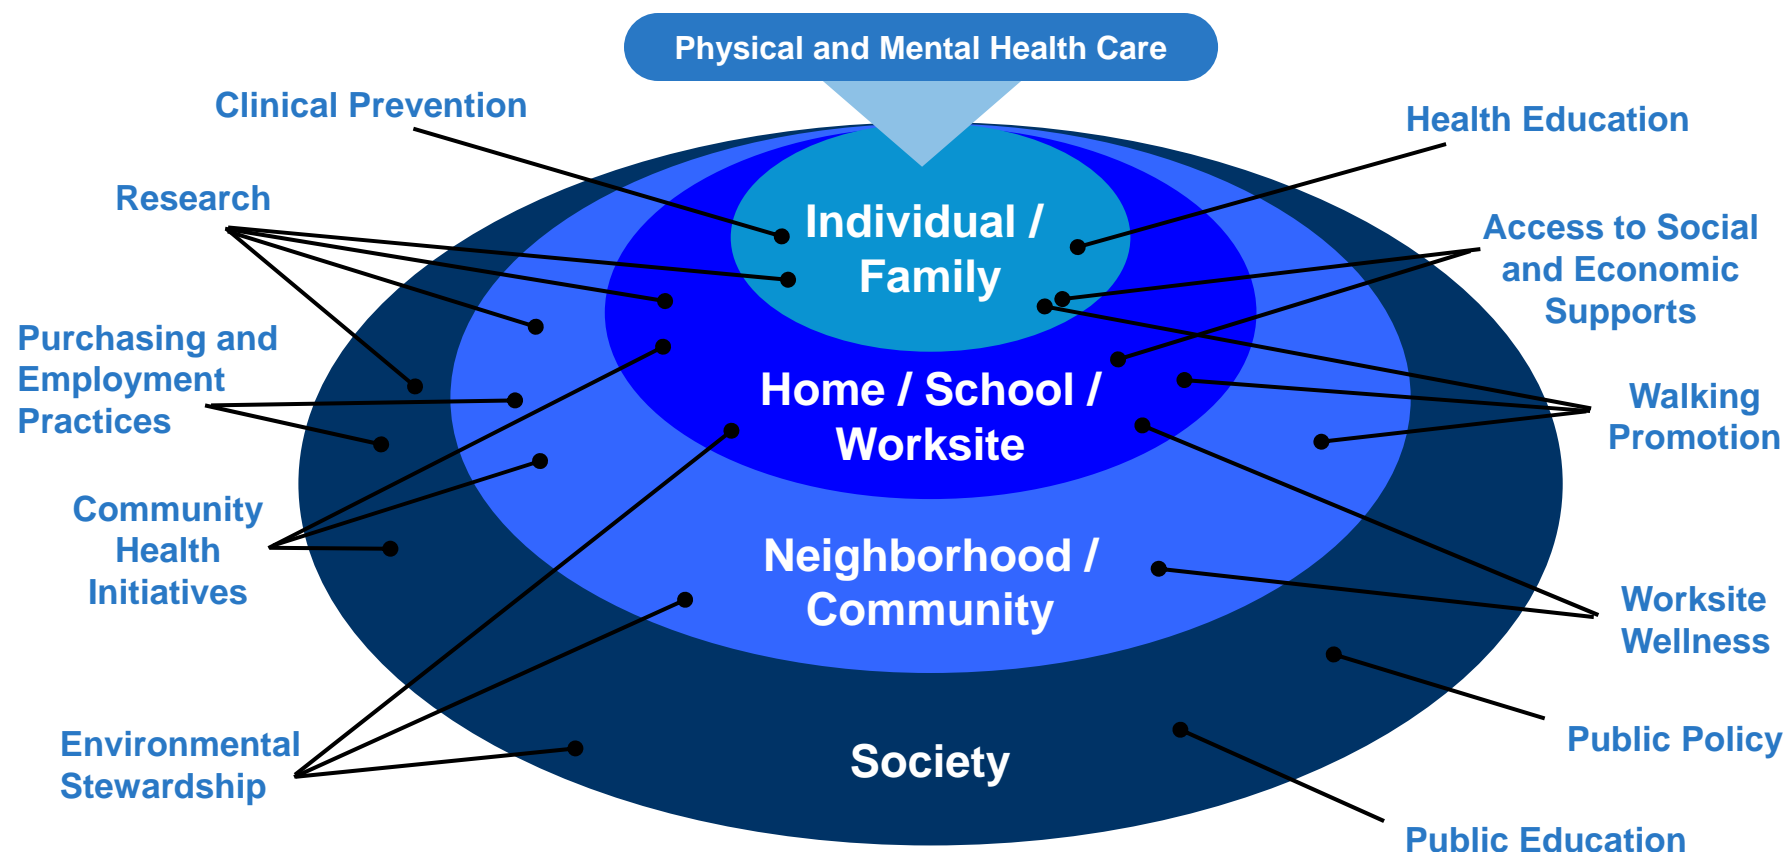 Physical and Mental Health Care
Clinical Prevention
Health Education
Research
Individual /
Family
Access to Social
and Economic
Supports
Purchasing and
Employment
Practices
Home / School /
Worksite
Walking
Promotion
Community
Health
Initiatives
Neighborhood /
Community
Worksite
Wellness
Environmental
Stewardship
Society
Public Policy
Public Education